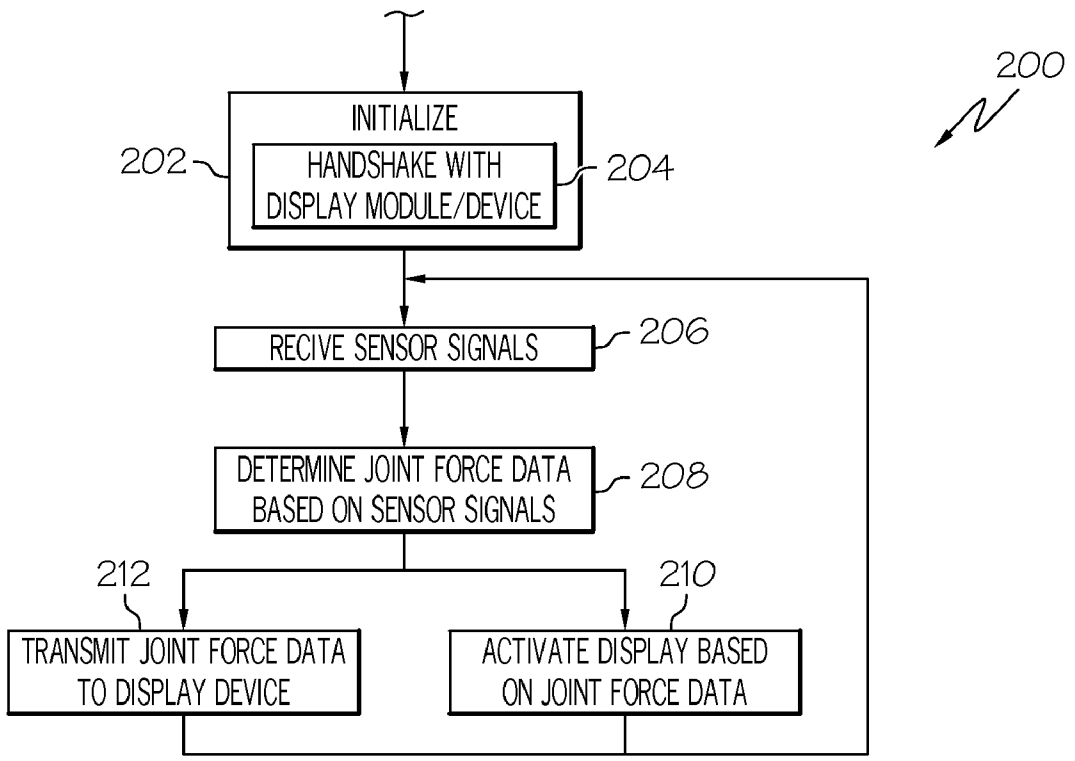 200
INITIALIZE
202
HANDSHAKE WITH
DISPLAY MODULE/DEVICE
204
RECIVE SENSOR SIGNALS
206
DETERMINE JOINT FORCE DATA
BASED ON SENSOR SIGNALS
208
212
TRANSMIT JOINT FORCE DATA
TO DISPLAY DEVICE
210
ACTIVATE DISPLAY BASED
ON JOINT FORCE DATA